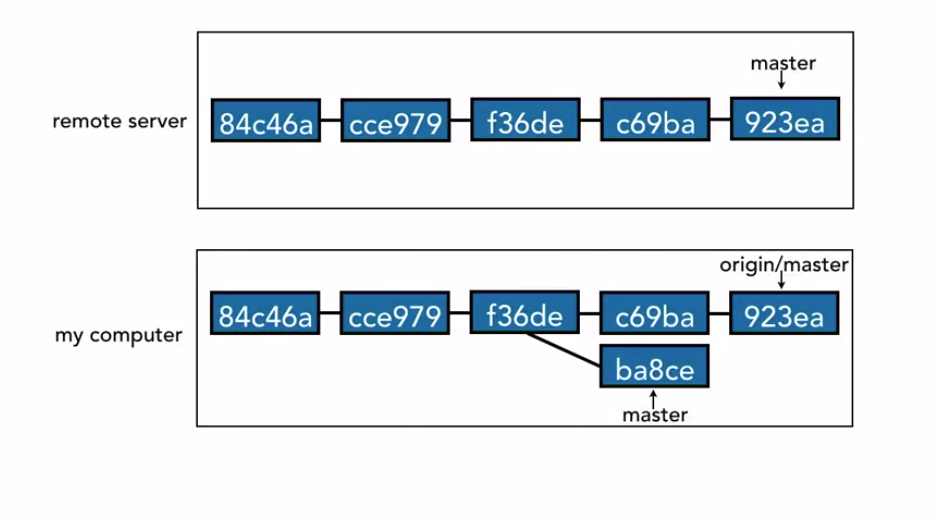 master
remote server
84c46a
cce979
f36de
c69ba
923ea
origin/master
my computer
84c46a
cce979
f36de
c69ba
923ea
ba8ce
master